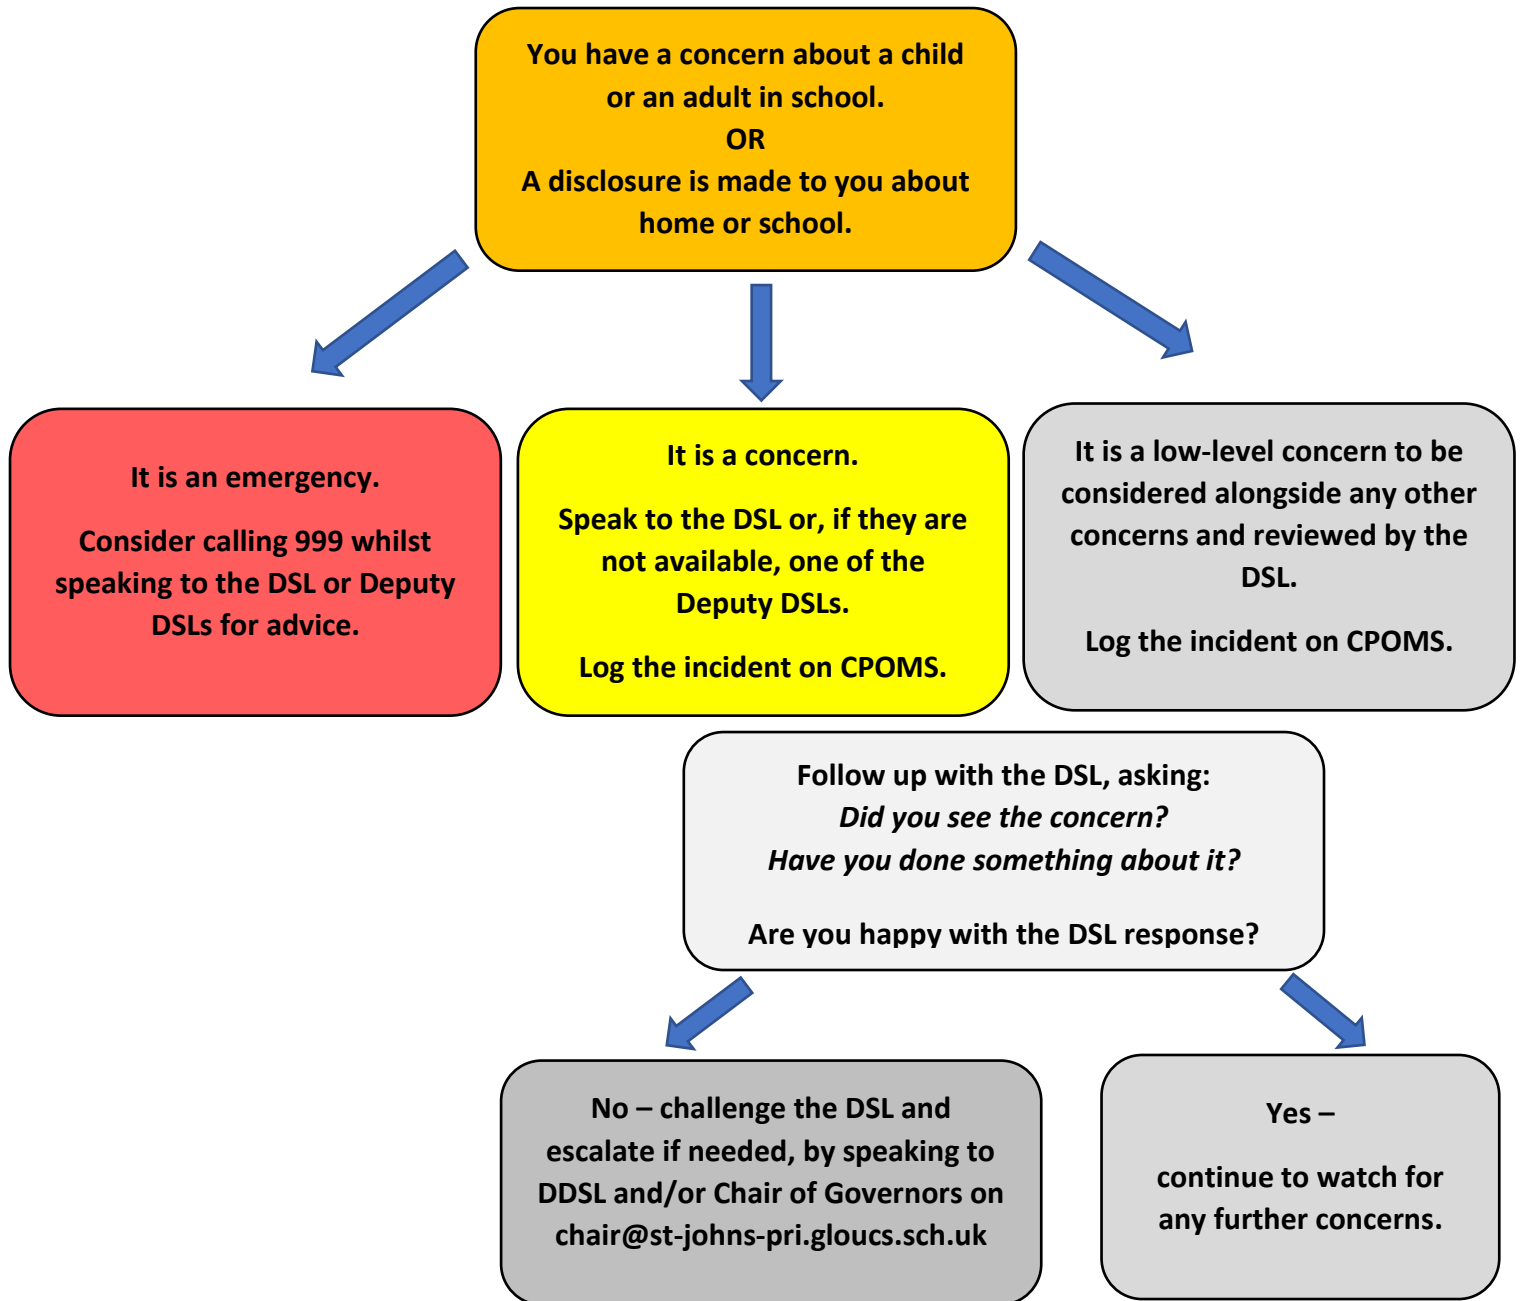 You have a concern about a child
or an adult in school.
OR
A disclosure is made to you about
home or school.
It is an emergency.
Consider calling 999 whilst
speaking to the DSL or Deputy
DSLs for advice.
It is a concern.
Speak to the DSL or, if they are
not available, one of the
Deputy DSLs.
Log the incident on CPOMS.
It is a low-level concern to be
considered alongside any other
concerns and reviewed by the
DSL.
Log the incident on CPOMS.
Follow up with the DSL, asking:
Did you see the concern?
Have you done something about it?
Are you happy with the DSL response?
No – challenge the DSL and
escalate if needed, by speaking to
DDSL and/or Chair of Governors on
chair@st-johns-pri.gloucs.sch.uk
Yes –
continue to watch for
any further concerns.